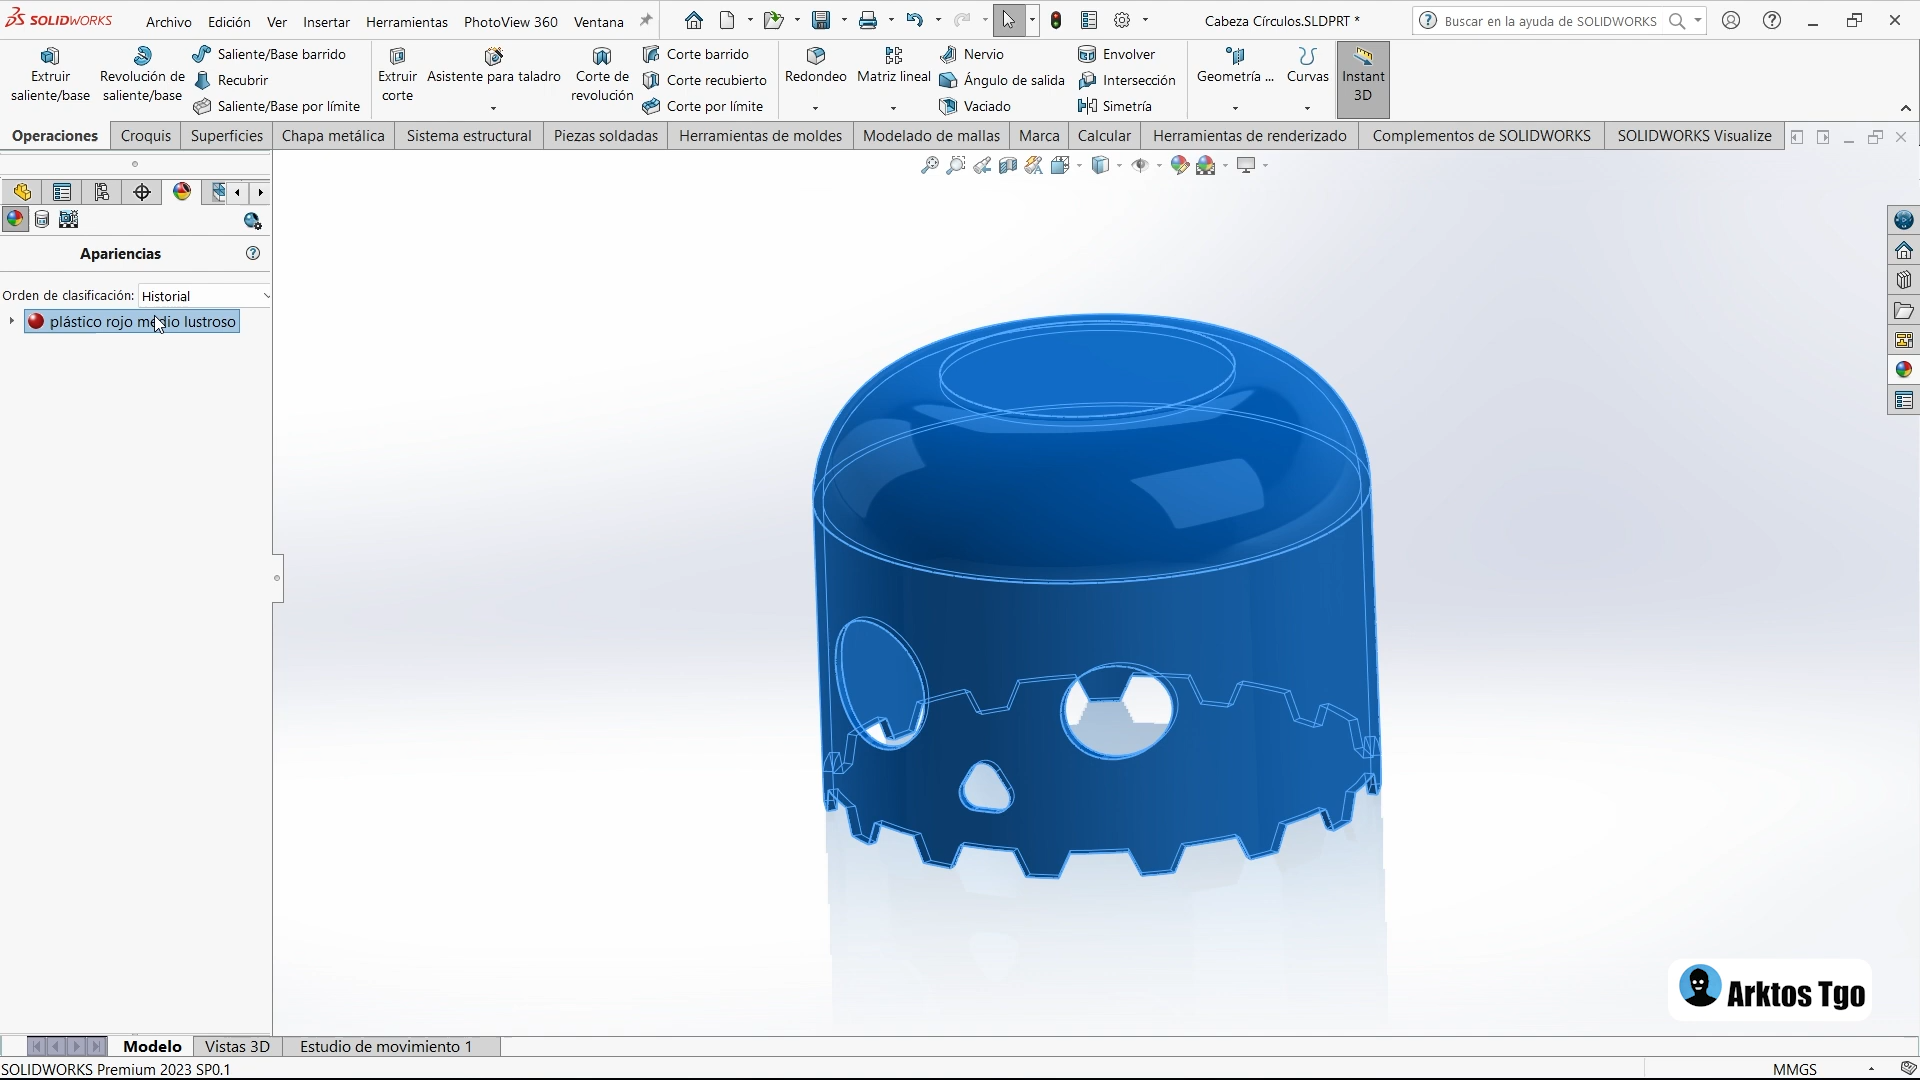 SOLIDWORKS Archivo Edición Ver Insertar Herramientas PhotoView 360 Ventana Cabeza Círculos.SLDPRT * Buscar en la ayuda de SOLIDWORKS
Extruir saliente/base
Revolución de saliente/base
Saliente/Base barrido
Recubrir
Saliente/Base por límite
Extruir corte
Asistente para taladro
Corte de revolución
Corte barrido
Corte recubierto
Corte por límite
Redondeo
Matriz lineal
Nervio
Ángulo de salida
Vaciado
Envolver
Intersección
Simetría
Geometría ...
Curvas
Instant 3D
Operaciones Croquis Superficies Chapa metálica Sistema estructural Piezas soldadas Herramientas de moldes Modelado de mallas Marca Calcular Herramientas de renderizado Complementos de SOLIDWORKS SOLIDWORKS Visualize
Apariencias
Orden de clasificación: Historial
plástico rojo medio lustroso
Arktos Tgo
Modelo Vistas 3D Estudio de movimiento 1
SOLIDWORKS Premium 2023 SP0.1 MMGS